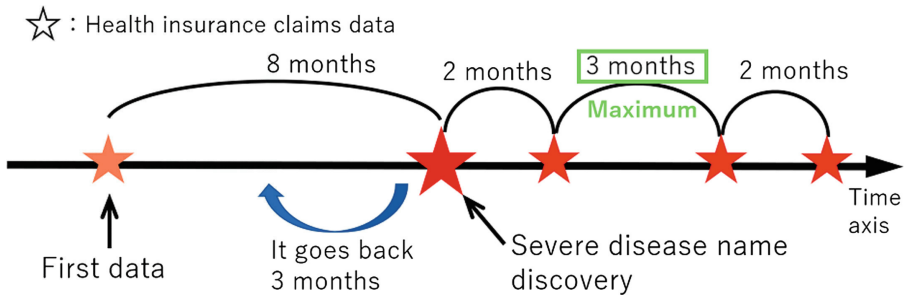 ☆ : Health insurance claims data
8 months
2 months
3 months
2 months
Maximum
Time
axis
It goes back
3 months
First data
Severe disease name
discovery